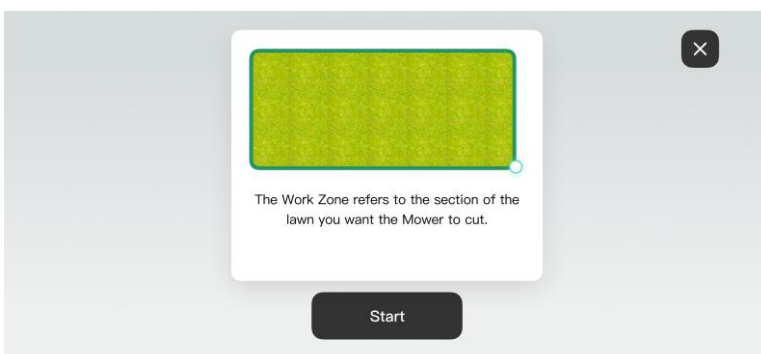 The Work Zone refers to the section of the
lawn you want the Mower to cut.
Start